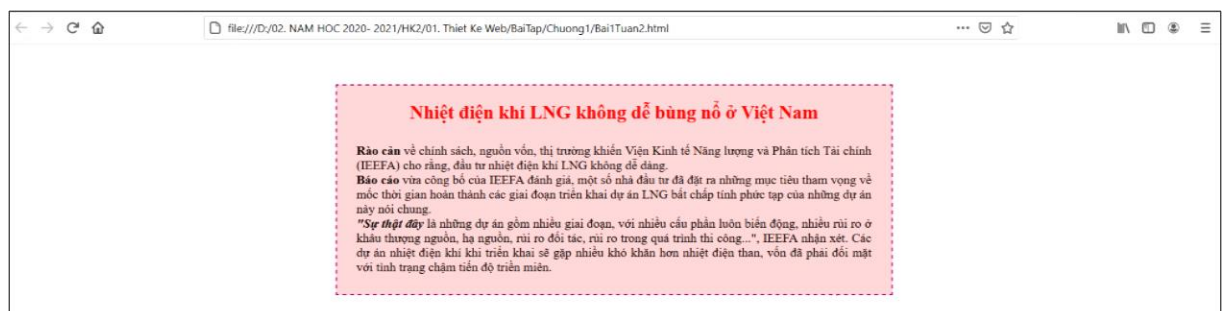 file:///D:/02. NAM HOC 2020- 2021/HK2/01. Thiet Ke Web/BaiTap/Chuong1/Bai1Tuan2.html
Nhiệt điện khí LNG không dễ bùng nổ ở Việt Nam
Rào cản về chính sách, nguồn vốn, thị trường khiến Viện Kinh tế Năng lượng và Phân tích Tài chính
(IEEFA) cho rằng, đầu tư nhiệt điện khí LNG không dễ dàng.
Báo cáo vừa công bố của IEEFA đánh giá, một số nhà đầu tư đã đặt ra những mục tiêu tham vọng về
mốc thời gian hoàn thành các giai đoạn triển khai dự án LNG bất chấp tính phức tạp của những dự án
này nói chung.
"Sự thật đây là những dự án gồm nhiều giai đoạn, với nhiều cấu phần luôn biến động, nhiều rủi ro ở
khâu thượng nguồn, hạ nguồn, rủi ro đối tác, rủi ro trong quá trình thi công...", IEEFA nhận xét. Các
dự án nhiệt điện khí khi triển khai sẽ gặp nhiều khó khăn hơn nhiệt điện than, vốn đã phải đối mặt
với tình trạng chậm tiến độ triền miên.